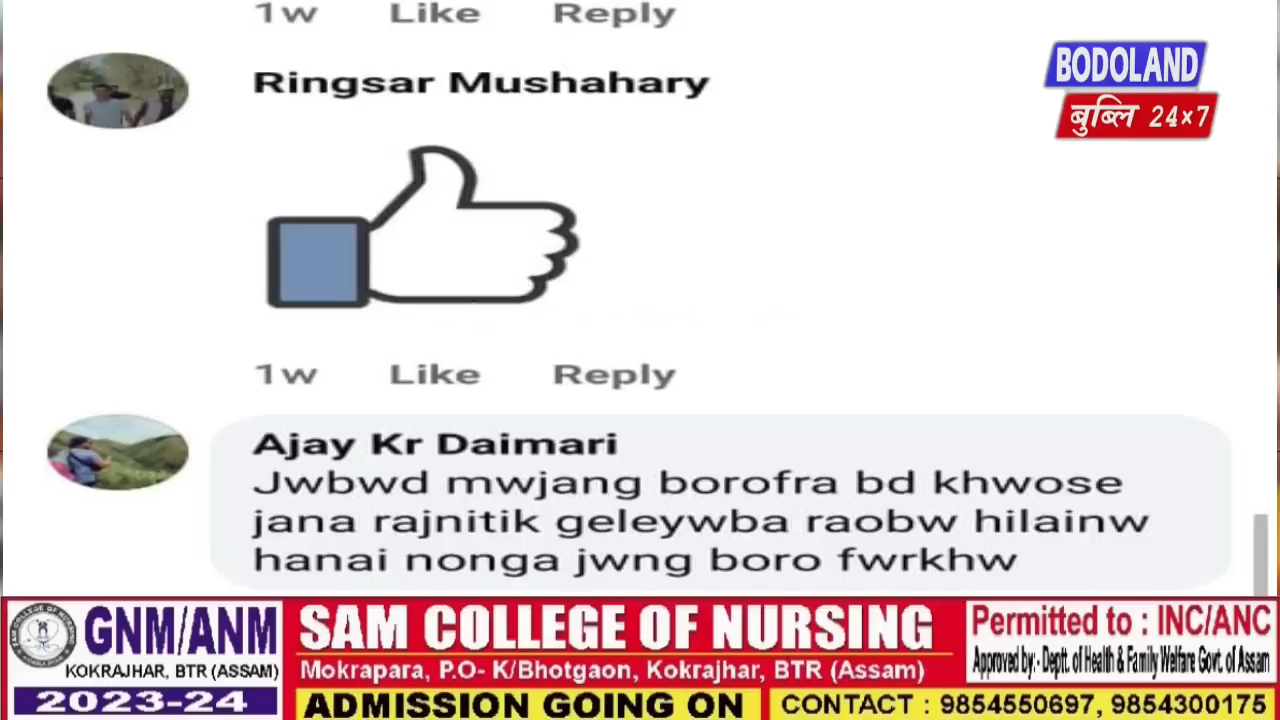 1w Like Reply
BODOLAND
बुब्लि 24×7
Ringsar Mushahary
1w Like Reply
Ajay Kr Daimari
Jwbwd mwjang borofra bd khwose
jana rajnitik geleywba raobw hilainw
hanai nonga jwng boro fwrkhw
GNM/ANM
KOKRAJHAR, BTR (ASSAM)
2023-24
SAM COLLEGE OF NURSING
Mokrapara, P.O- K/Bhotgaon, Kokrajhar, BTR (Assam)
ADMISSION GOING ON
Permitted to : INC/ANC
Approved by:- Deptt. of Health & Family Welfare Govt. of Assam
CONTACT : 9854550697, 9854300175